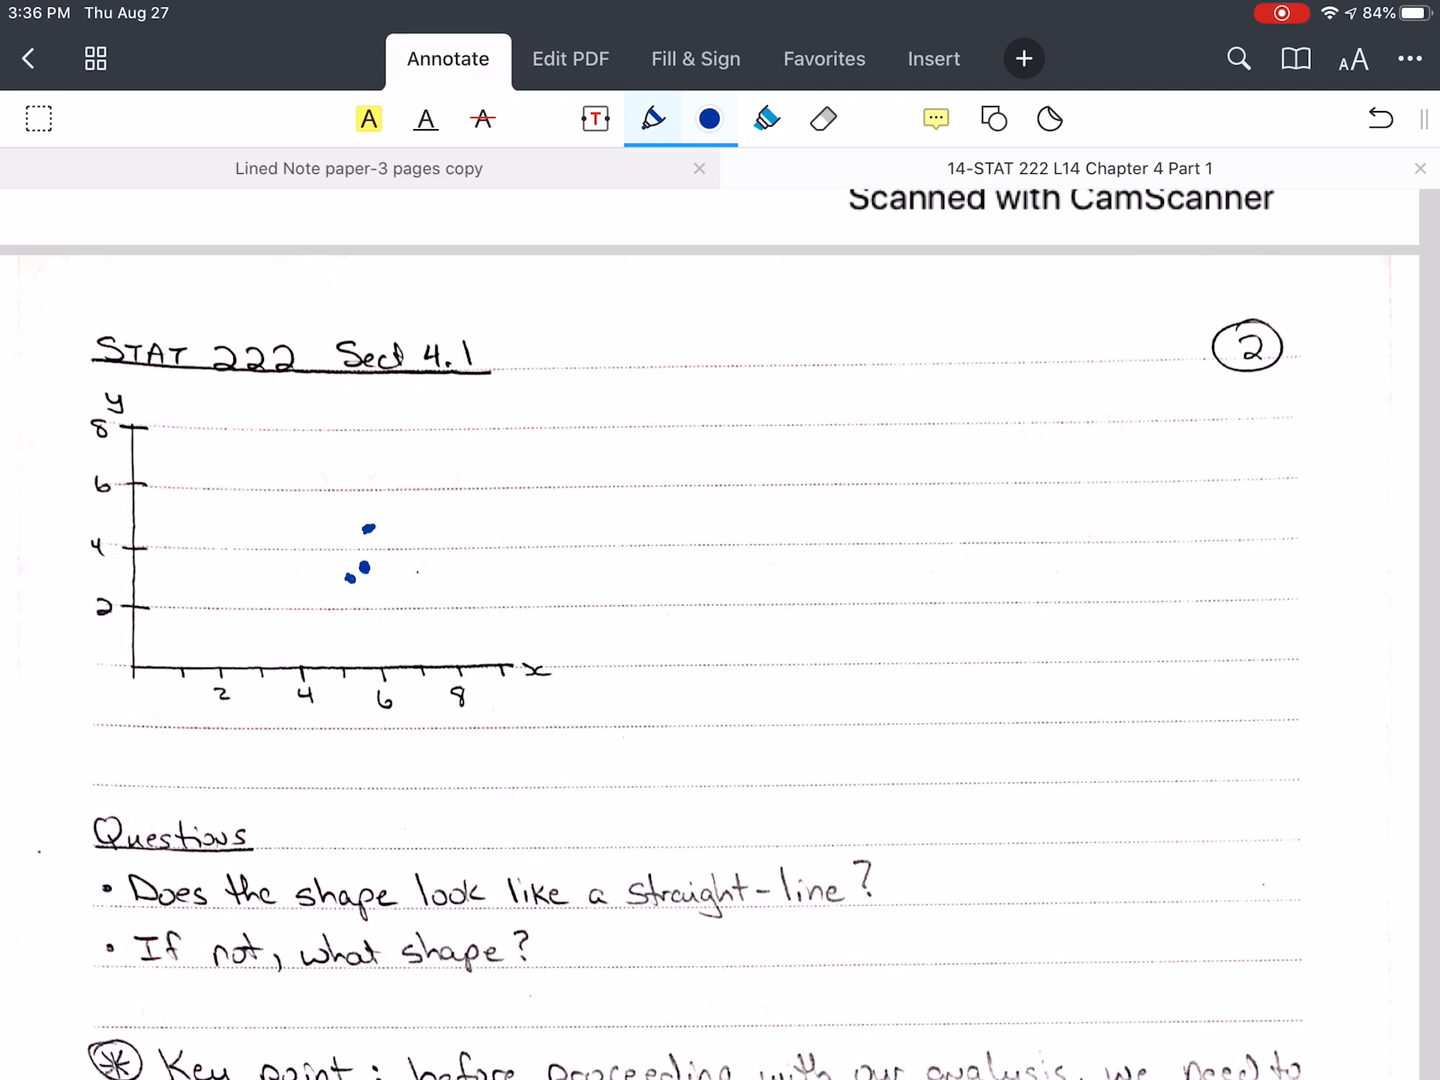 3:36 PM Thu Aug 27 84%
Annotate Edit PDF Fill & Sign Favorites Insert + AA
A A A T
Lined Note paper-3 pages copy 14-STAT 222 L14 Chapter 4 Part 1
Scanned with CamScanner
STAT 222 Sect 4.1 2
y
8
6
4
2
x
2 4 6 8
Questions
• Does the shape look like a straight-line?
• If not, what shape?
* Key point: before proceeding with our analysis, we need to